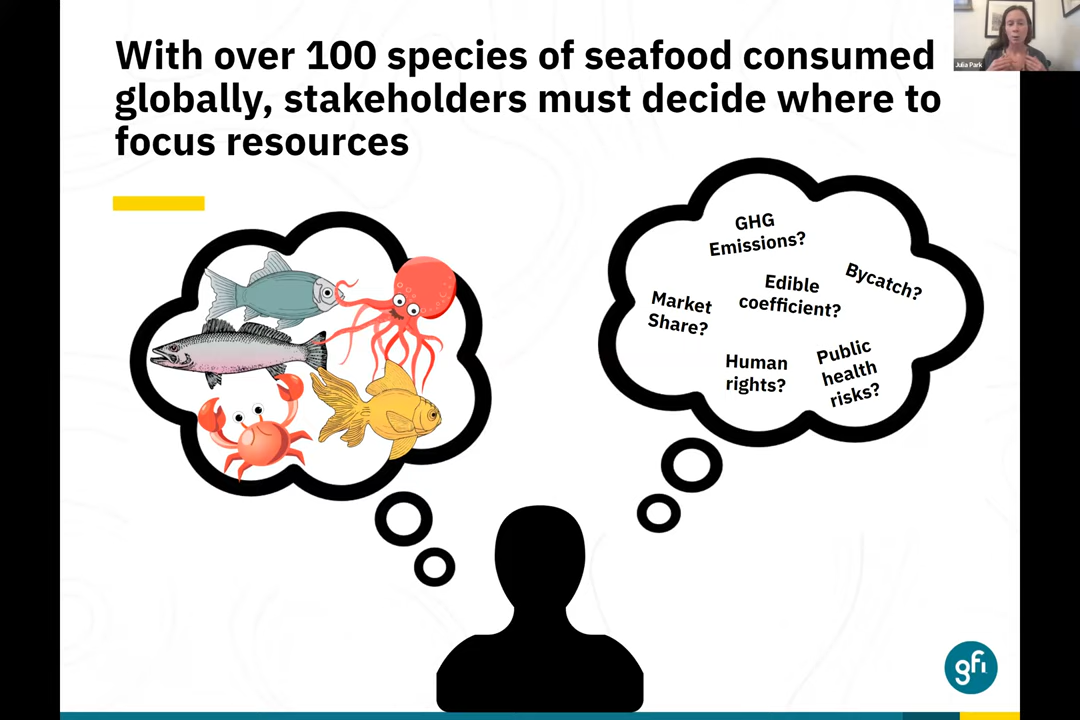 With over 100 species of seafood consumed
globally, stakeholders must decide where to
focus resources
Julia Park
GHG
Emissions?
Bycatch?
Edible
coefficient?
Market
Share?
Human
rights?
Public
health
risks?
gfi